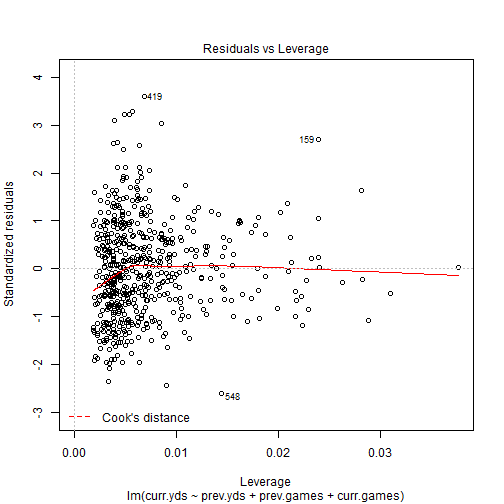 Residuals vs Leverage
Standardized residuals
4
3
2
1
0
-1
-2
-3
419
159
548
Cook's distance
0.00 0.01 0.02 0.03
Leverage
lm(curr.yds ~ prev.yds + prev.games + curr.games)